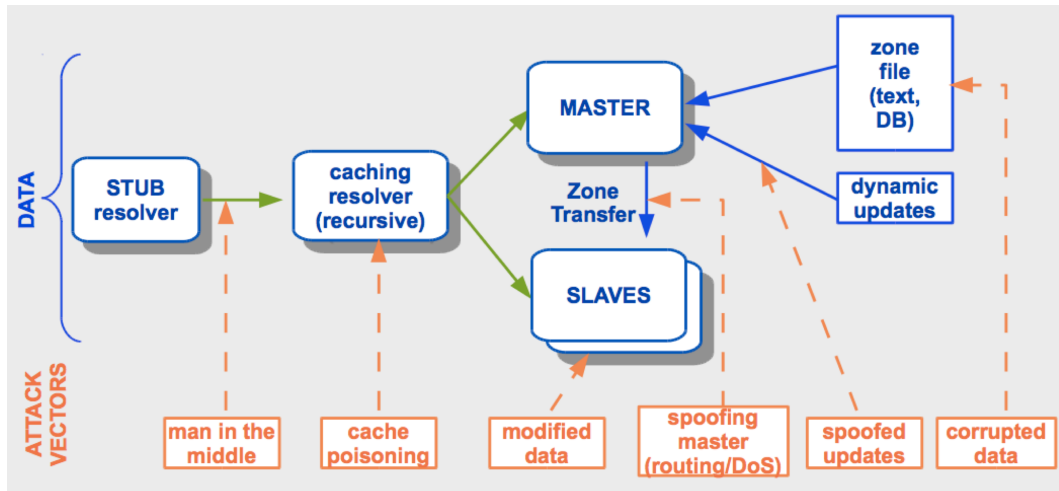 DATA
STUB
resolver
caching
resolver
(recursive)
MASTER
Zone
Transfer
SLAVES
zone
file
(text,
DB)
dynamic
updates
ATTACK
VECTORS
man in the
middle
cache
poisoning
modified
data
spoofing
master
(routing/DoS)
spoofed
updates
corrupted
data